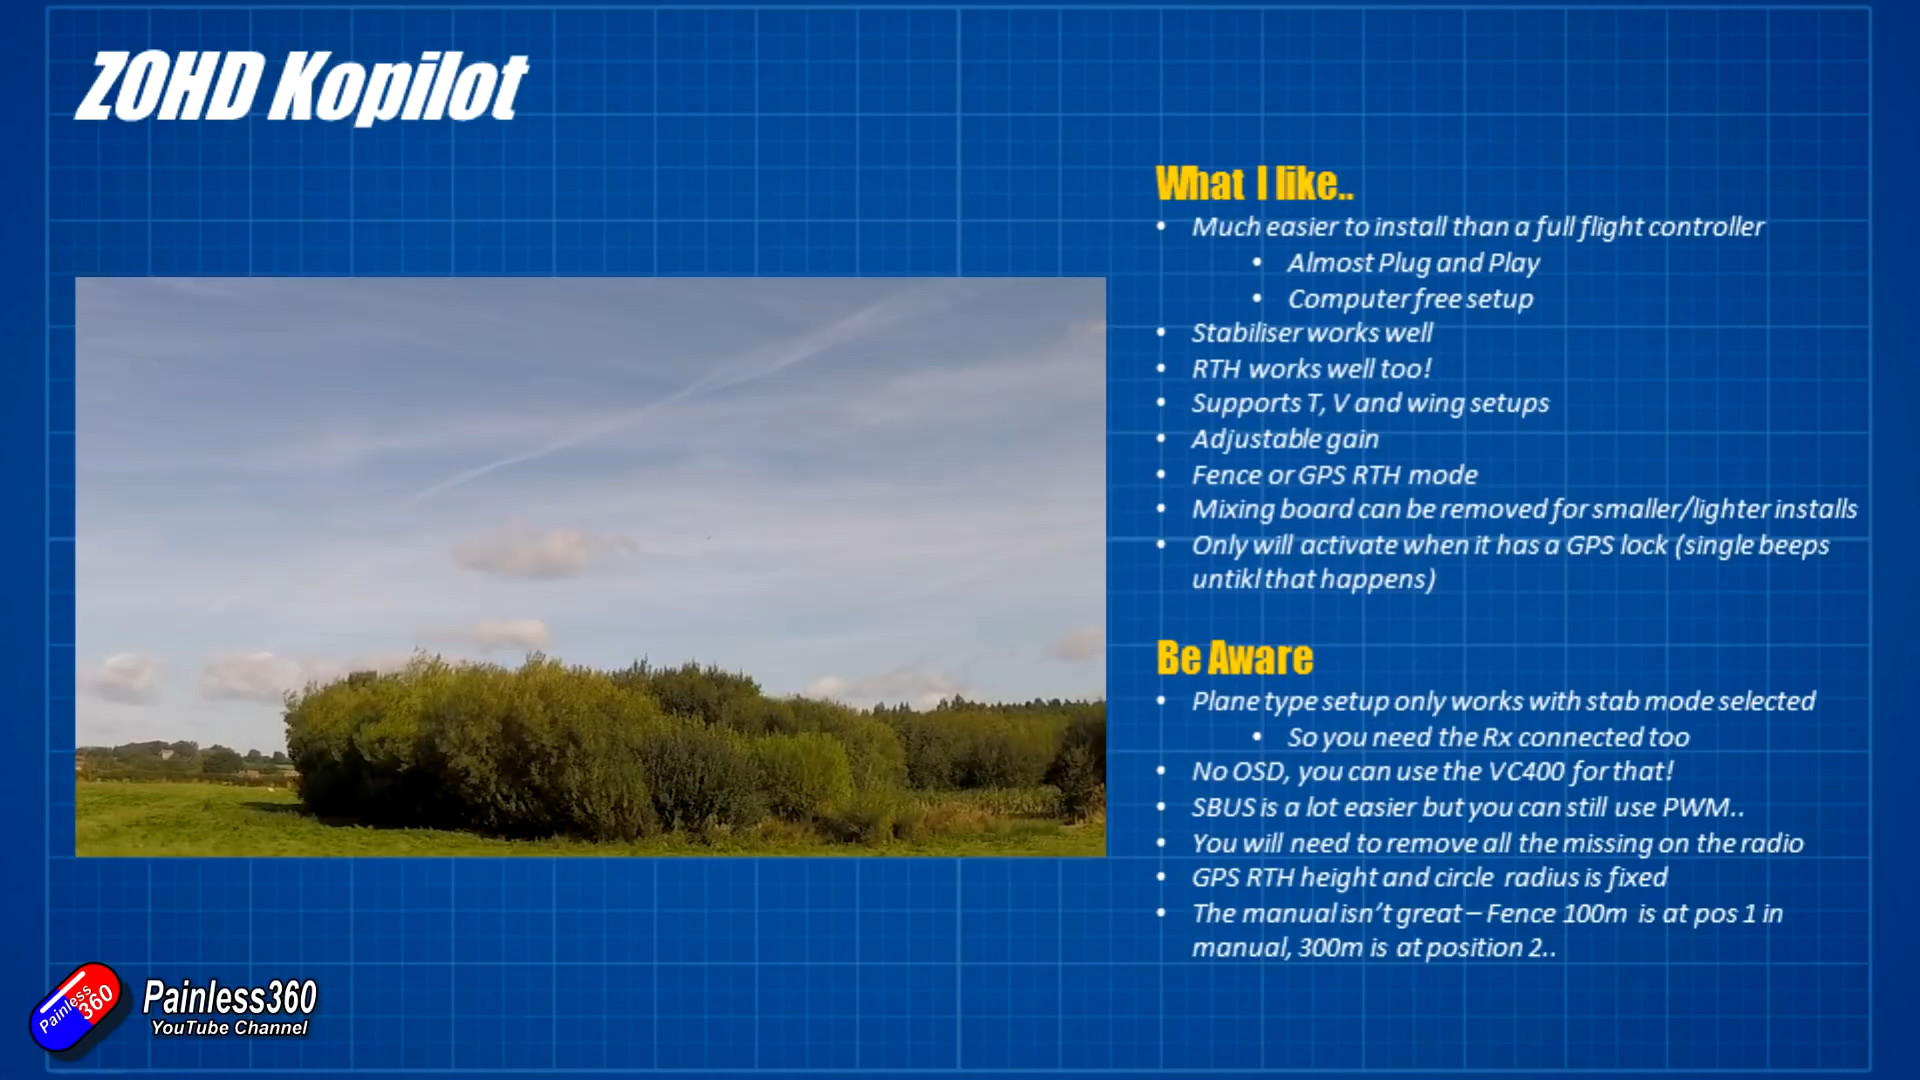 ZOHD Kopilot
What I like..
• Much easier to install than a full flight controller
• Almost Plug and Play
• Computer free setup
• Stabiliser works well
• RTH works well too!
• Supports T, V and wing setups
• Adjustable gain
• Fence or GPS RTH mode
• Mixing board can be removed for smaller/lighter installs
• Only will activate when it has a GPS lock (single beeps
untikl that happens)
Be Aware
• Plane type setup only works with stab mode selected
• So you need the Rx connected too
• No OSD, you can use the VC400 for that!
• SBUS is a lot easier but you can still use PWM..
• You will need to remove all the missing on the radio
• GPS RTH height and circle radius is fixed
• The manual isn't great – Fence 100m is at pos 1 in
manual, 300m is at position 2..
Painless
360
Painless360
YouTube Channel